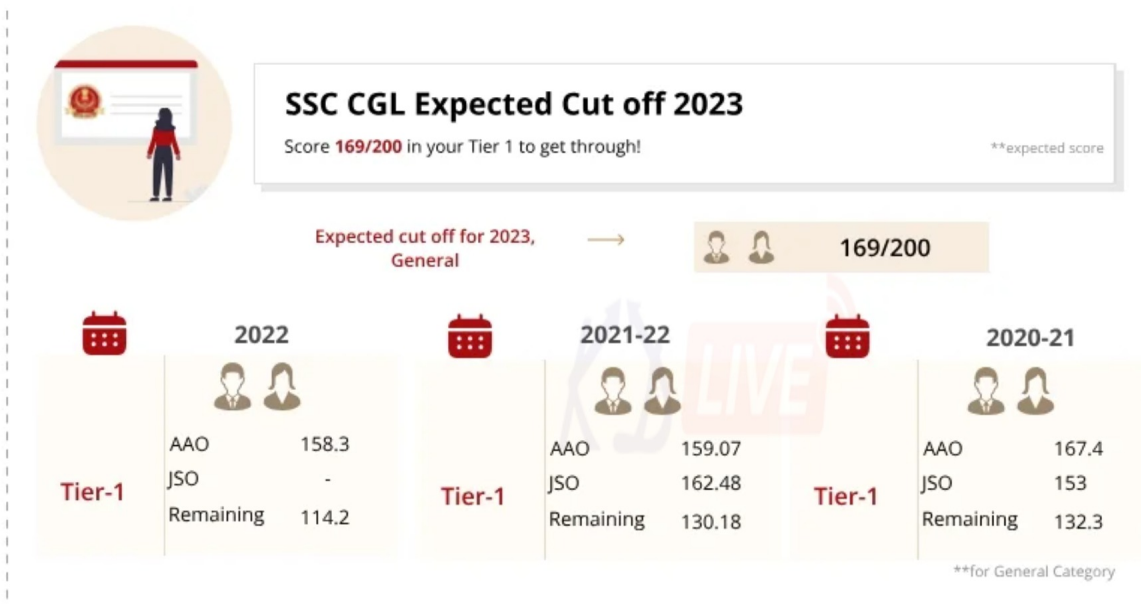 SSC CGL Expected Cut off 2023
Score 169/200 in your Tier 1 to get through!
**expected score
Expected cut off for 2023,
General
169/200
2022
Tier-1
AAO 158.3
JSO -
Remaining 114.2
2021-22
Tier-1
AAO 159.07
JSO 162.48
Remaining 130.18
2020-21
Tier-1
AAO 167.4
JSO 153
Remaining 132.3
LIVE
**for General Category